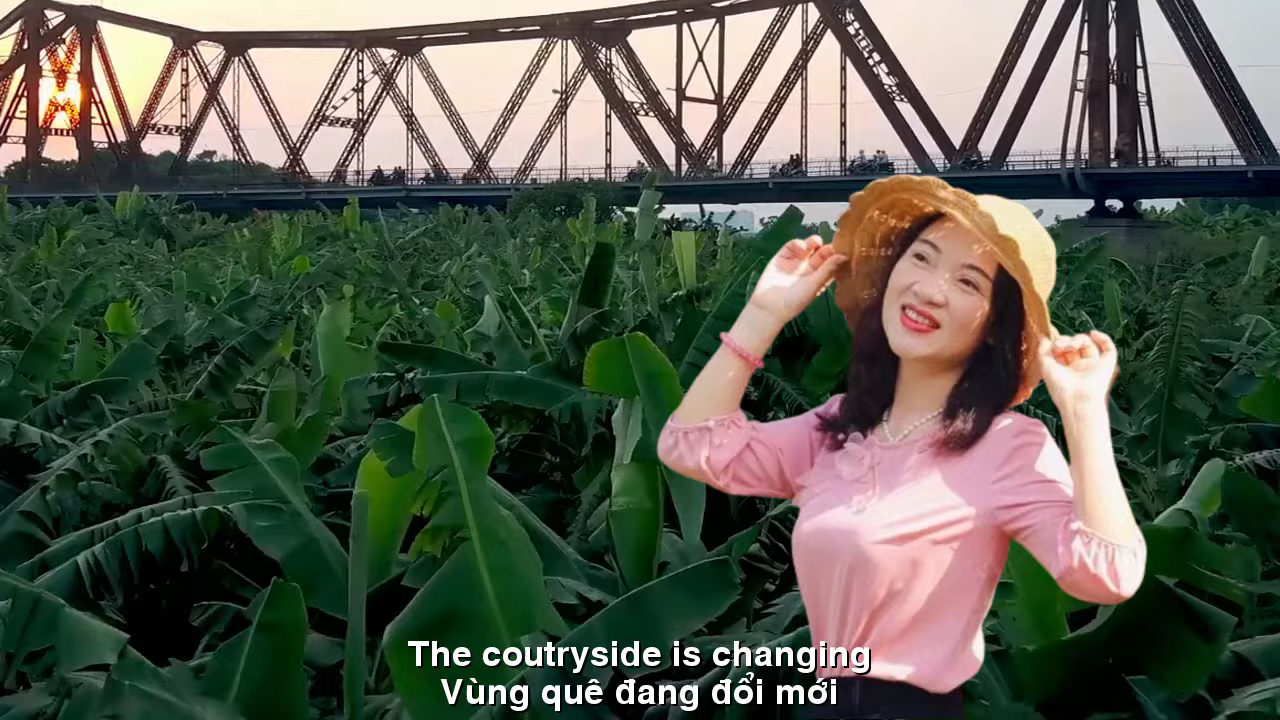 The coutryside is changing
Vùng quê đang đổi mới